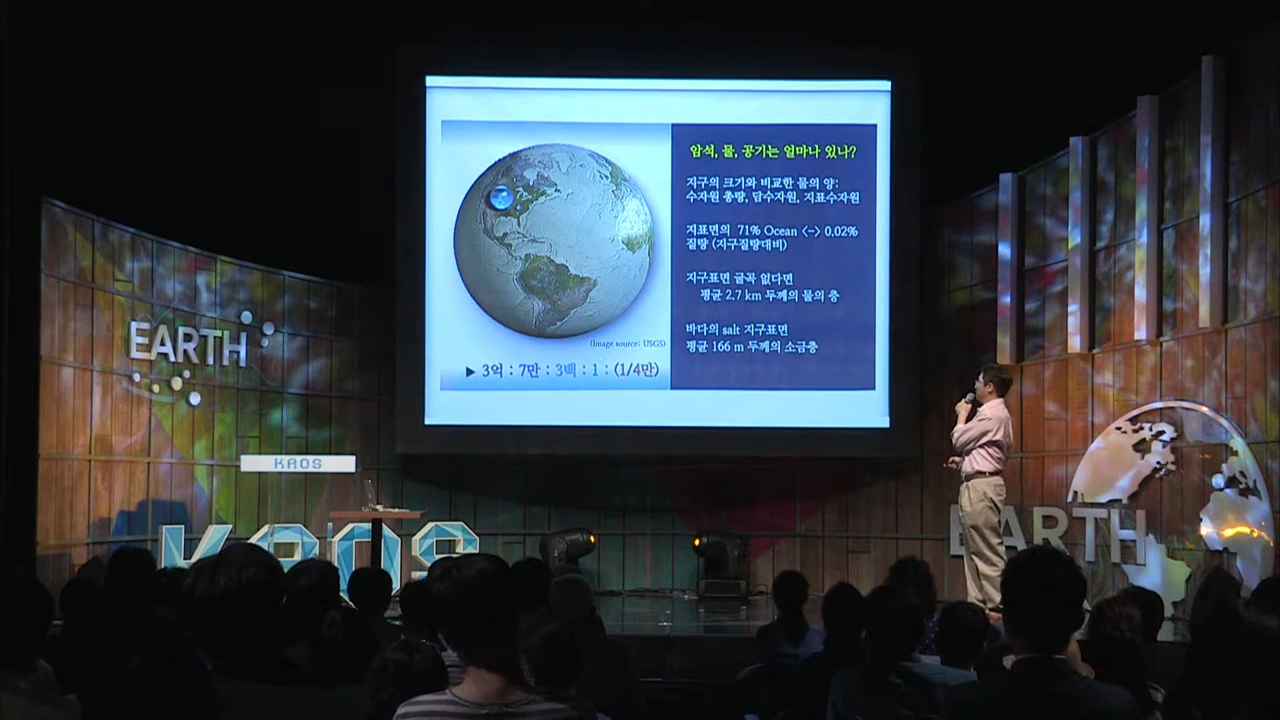 암석, 물, 공기는 얼마나 있나?
지구의 크기와 비교한 물의 양:
수자원 총량, 담수자원, 지표수자원
지표면의 71% Ocean <-> 0.02%
질량 (지구질량대비)
지구표면 굴곡 없다면
평균 2.7 km 두께의 물의 층
바다의 salt 지구표면
평균 166 m 두께의 소금층
(Image source: USGS)
▶ 3억 : 7만 : 3백 : 1 : (1/4만)
EARTH
KAOS
KAOS
EARTH